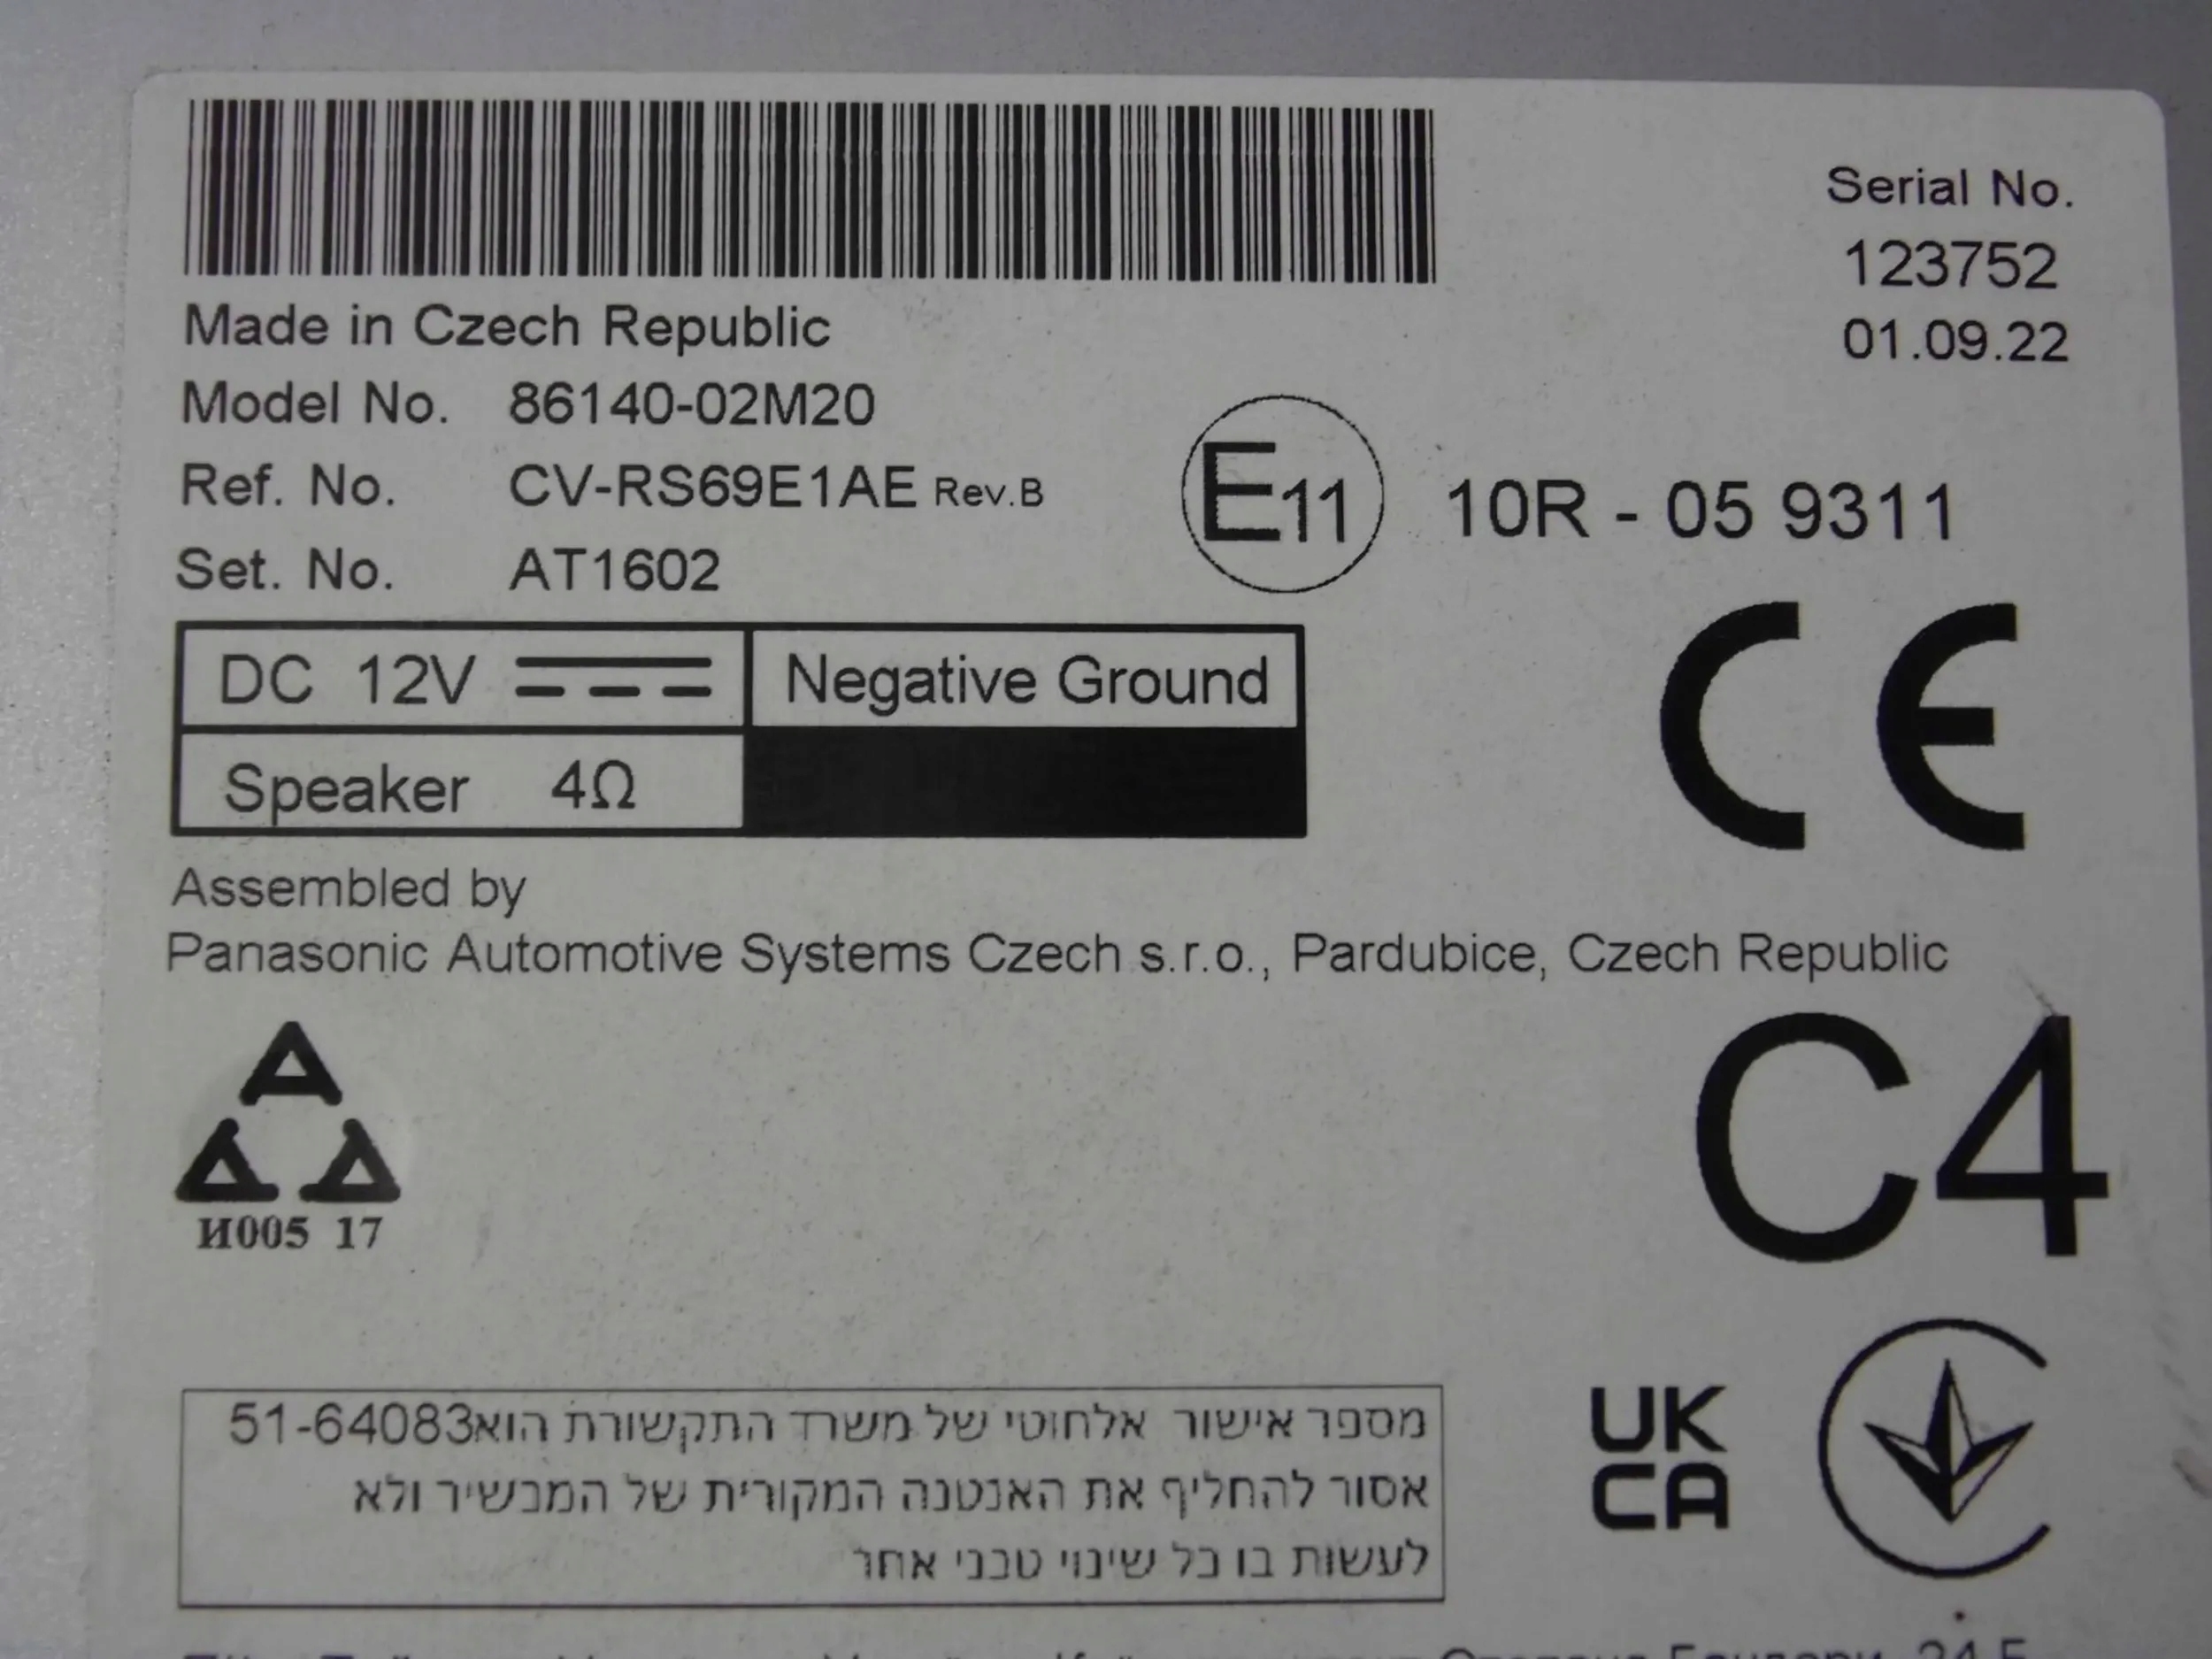 Serial No.
123752
01.09.22
Made in Czech Republic
Model No. 86140-02M20
Ref. No. CV-RS69E1AE Rev.B
Set. No. AT1602
E11 10R - 05 9311
DC 12V
Negative Ground
Speaker 4Ω
CE
Assembled by
Panasonic Automotive Systems Czech s.r.o., Pardubice, Czech Republic
C4
И005 17
מספר אישור אלחוטי של משרד התקשורת הוא51-64083
אסור להחליף את האנטנה המקורית של המכשיר ולא
לעשות בו כל שינוי טכני אחר
UK
CA